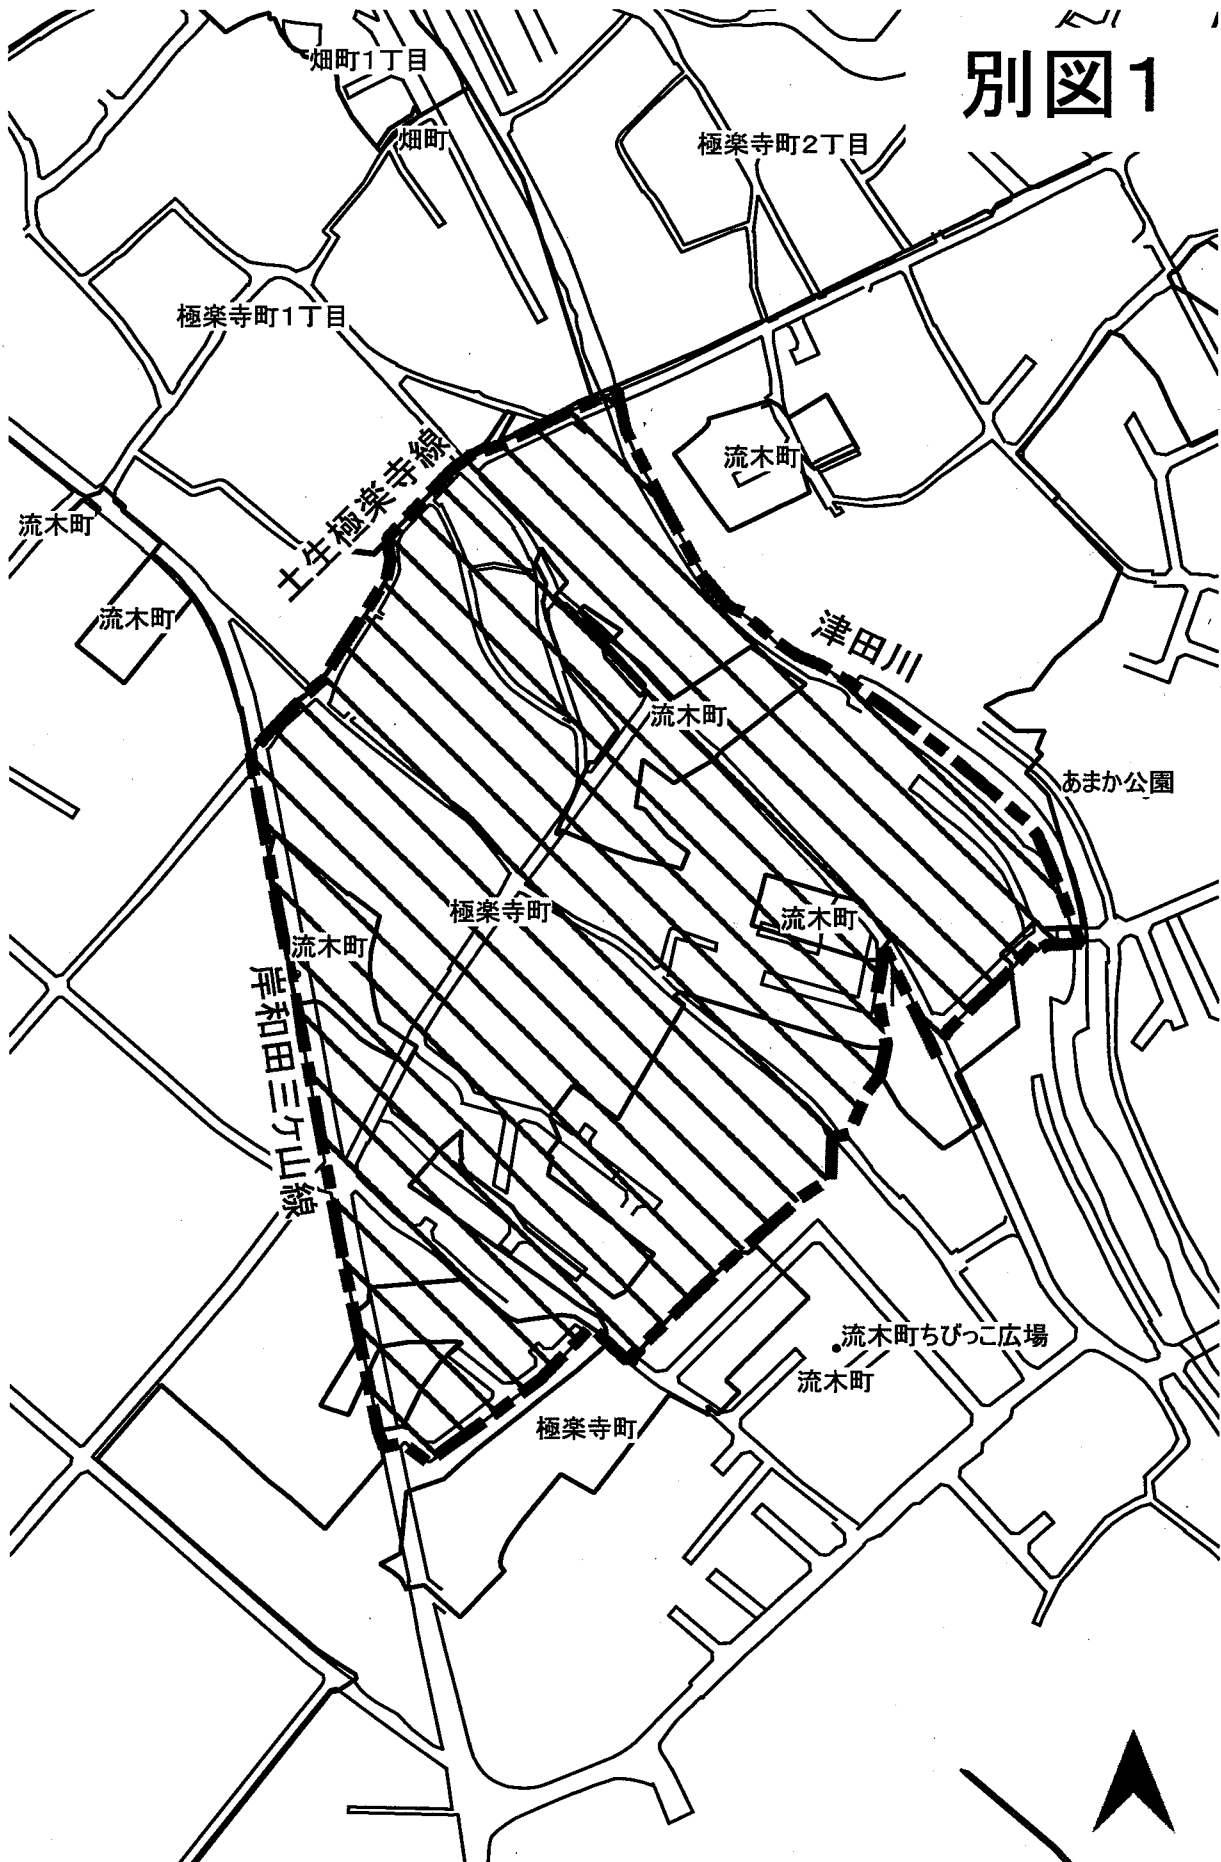 別図1
畑町1丁目
畑町
極楽寺町2丁目
極楽寺町1丁目
土生極楽寺線
流木町
流木町
流木町
津田川
流木町
あまか公園
極楽寺町
流木町
流木町
岸和田三ケ山線
流木町ちびっこ広場
流木町
極楽寺町